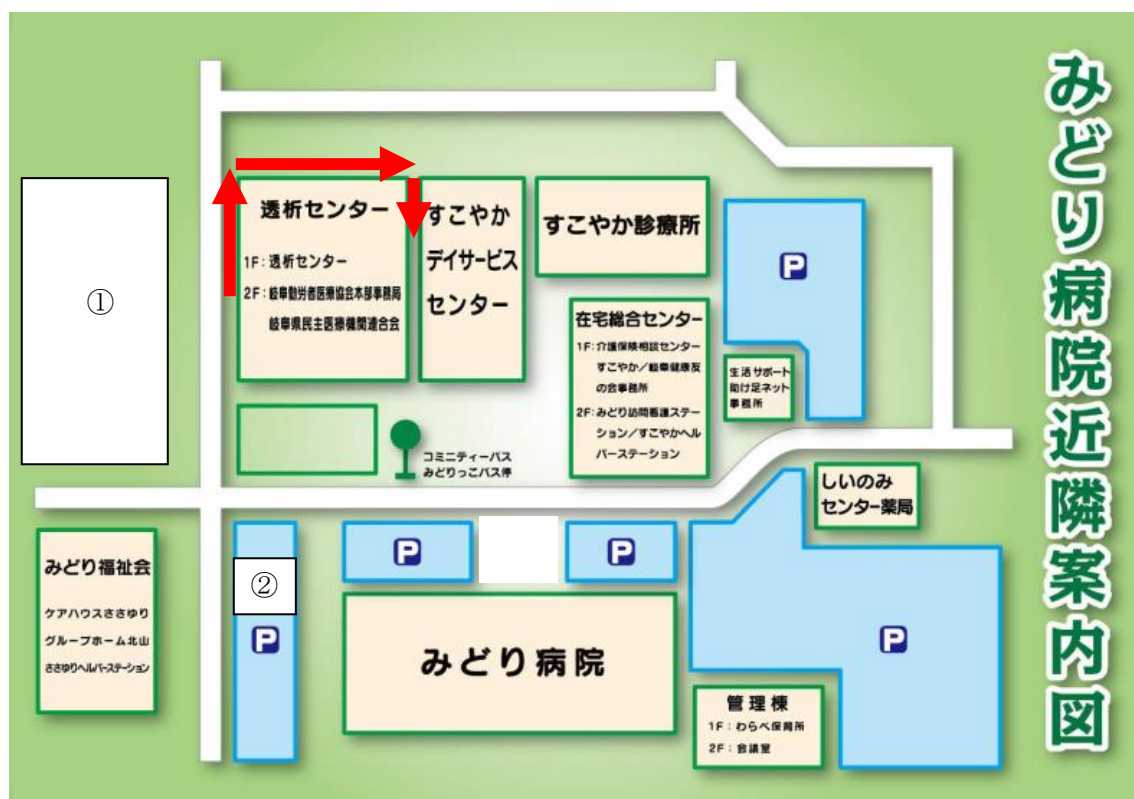 みどり病院近隣案内図
①
透析センター
1F：透析センター
2F：岐阜勤労者医療協会本部事務局
岐阜県民主医療機関連合会
すこやか
デイサービス
センター
すこやか診療所
P
在宅総合センター
1F：介護保険相談センター
すこやか／岐阜健康友
の会事務所
2F：みどり訪問看護ステー
ション／すこやかヘル
パーステーション
生活サポート
助け足ネット
事務所
コミニティーバス
みどりっこバス停
しいのみ
センター薬局
みどり福祉会
ケアハウスささゆり
グループホーム北山
ささゆりヘルパーステーション
②
P
P
P
みどり病院
P
管理棟
1F：わらべ保育所
2F：会議室